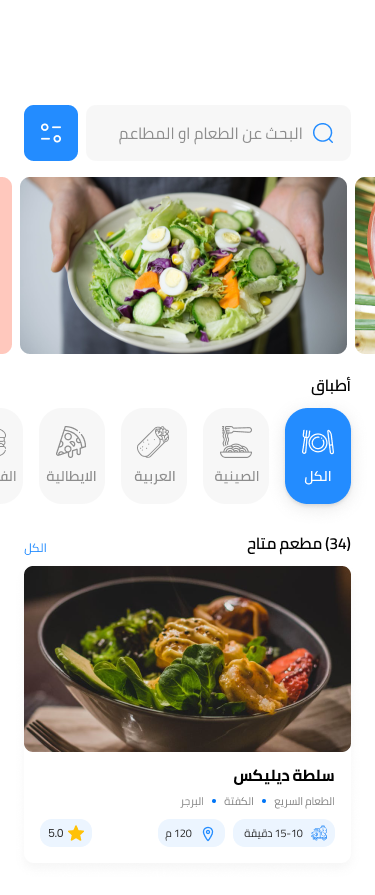 البحث عن الطعام او المطاعم
أطباق
الكل
الصينية
العربية
الايطالية
(34) مطعم متاح
الكل
سلطة ديليكس
الطعام السريع • الكفتة • البرجر
15-10 دقيقة
120 م
5.0